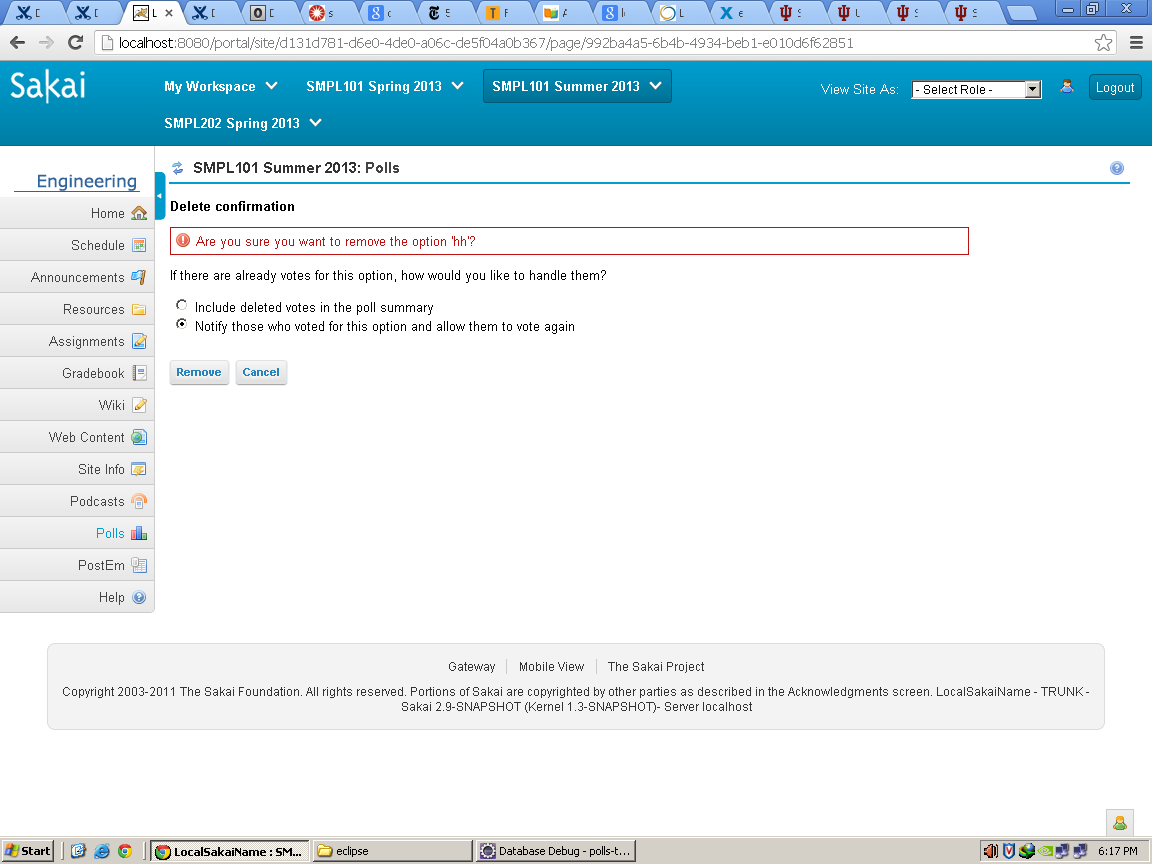 localhost:8080/portal/site/d131d781-d6e0-4de0-a06c-de5f04a0b367/page/992ba4a5-6b4b-4934-beb1-e010d6f62851
Sakai
My Workspace
SMPL101 Spring 2013
SMPL101 Summer 2013
View Site As:
- Select Role -
Logout
SMPL202 Spring 2013
Engineering
SMPL101 Summer 2013: Polls
Delete confirmation
Are you sure you want to remove the option 'hh'?
If there are already votes for this option, how would you like to handle them?
Include deleted votes in the poll summary
Notify those who voted for this option and allow them to vote again
Remove
Cancel
Home
Schedule
Announcements
Resources
Assignments
Gradebook
Wiki
Web Content
Site Info
Podcasts
Polls
PostEm
Help
Gateway
Mobile View
The Sakai Project
Copyright 2003-2011 The Sakai Foundation. All rights reserved. Portions of Sakai are copyrighted by other parties as described in the Acknowledgments screen. LocalSakaiName - TRUNK -
Sakai 2.9-SNAPSHOT (Kernel 1.3-SNAPSHOT)- Server localhost
Start
LocalSakaiName : SM...
eclipse
Database Debug - polls-t...
6:17 PM